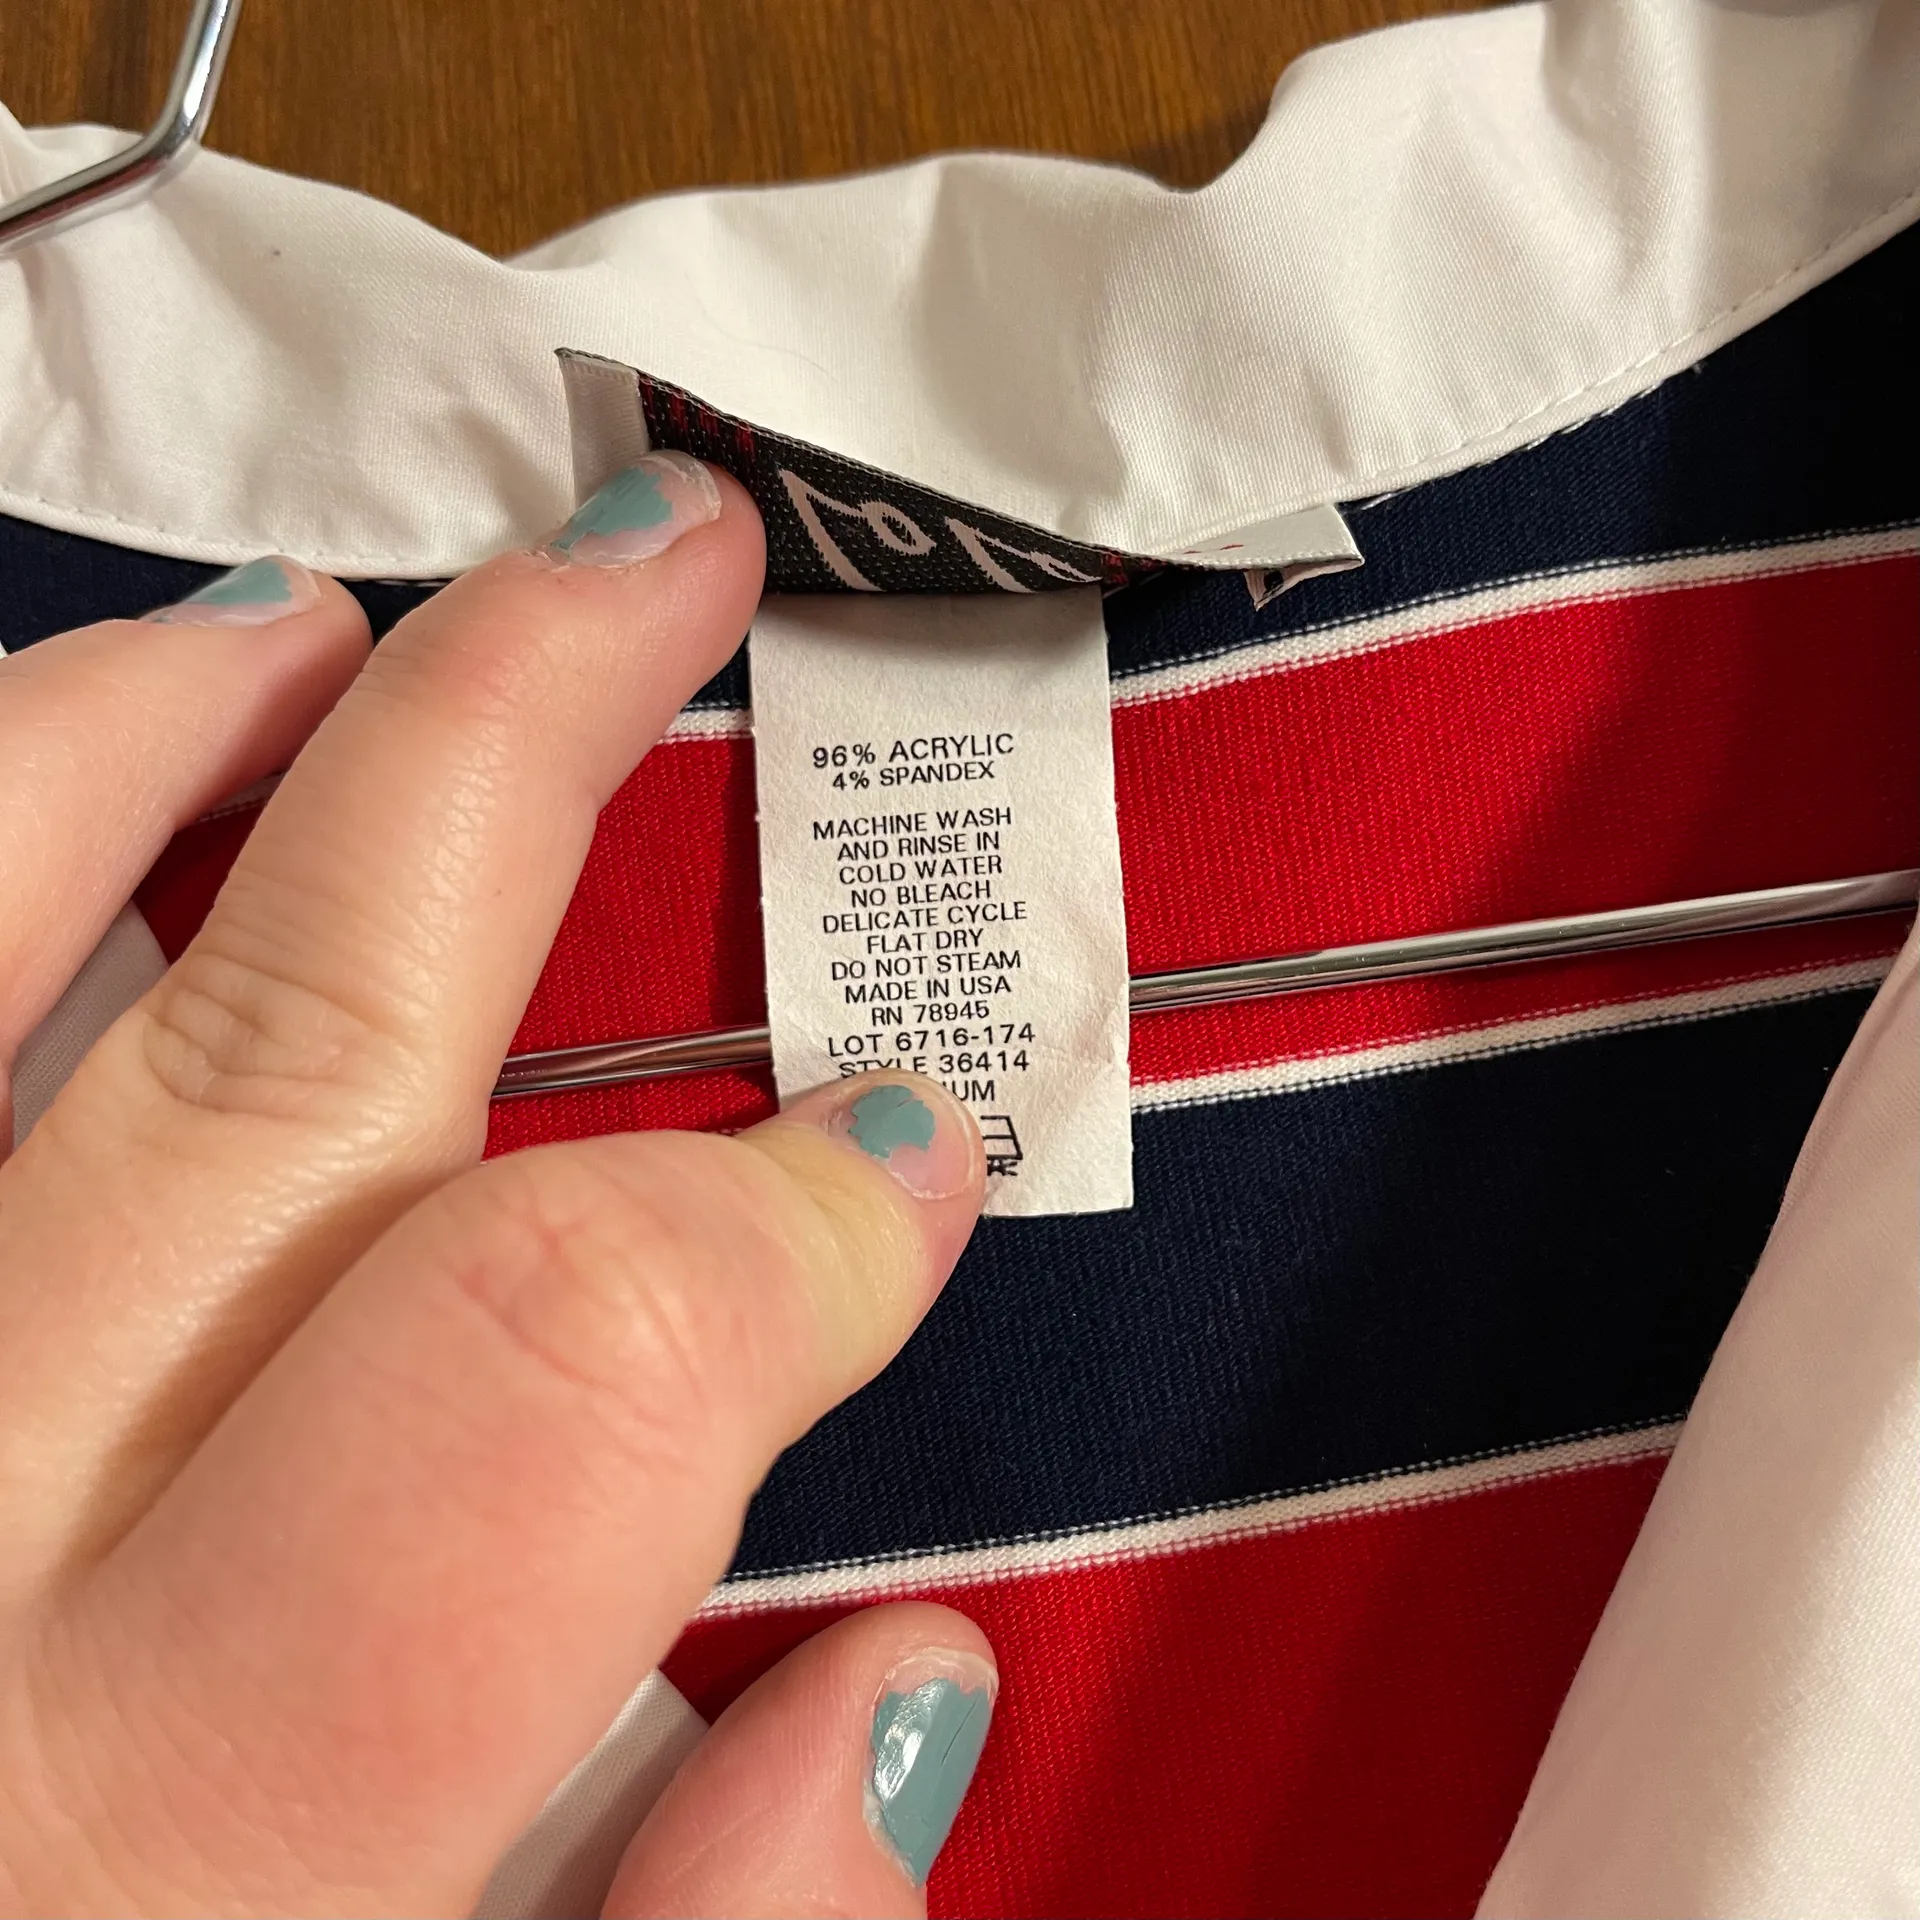 96% ACRYLIC
4% SPANDEX
MACHINE WASH
AND RINSE IN
COLD WATER
NO BLEACH
DELICATE CYCLE
FLAT DRY
DO NOT STEAM
MADE IN USA
RN 78945
LOT 6716-174
STYLE 36414